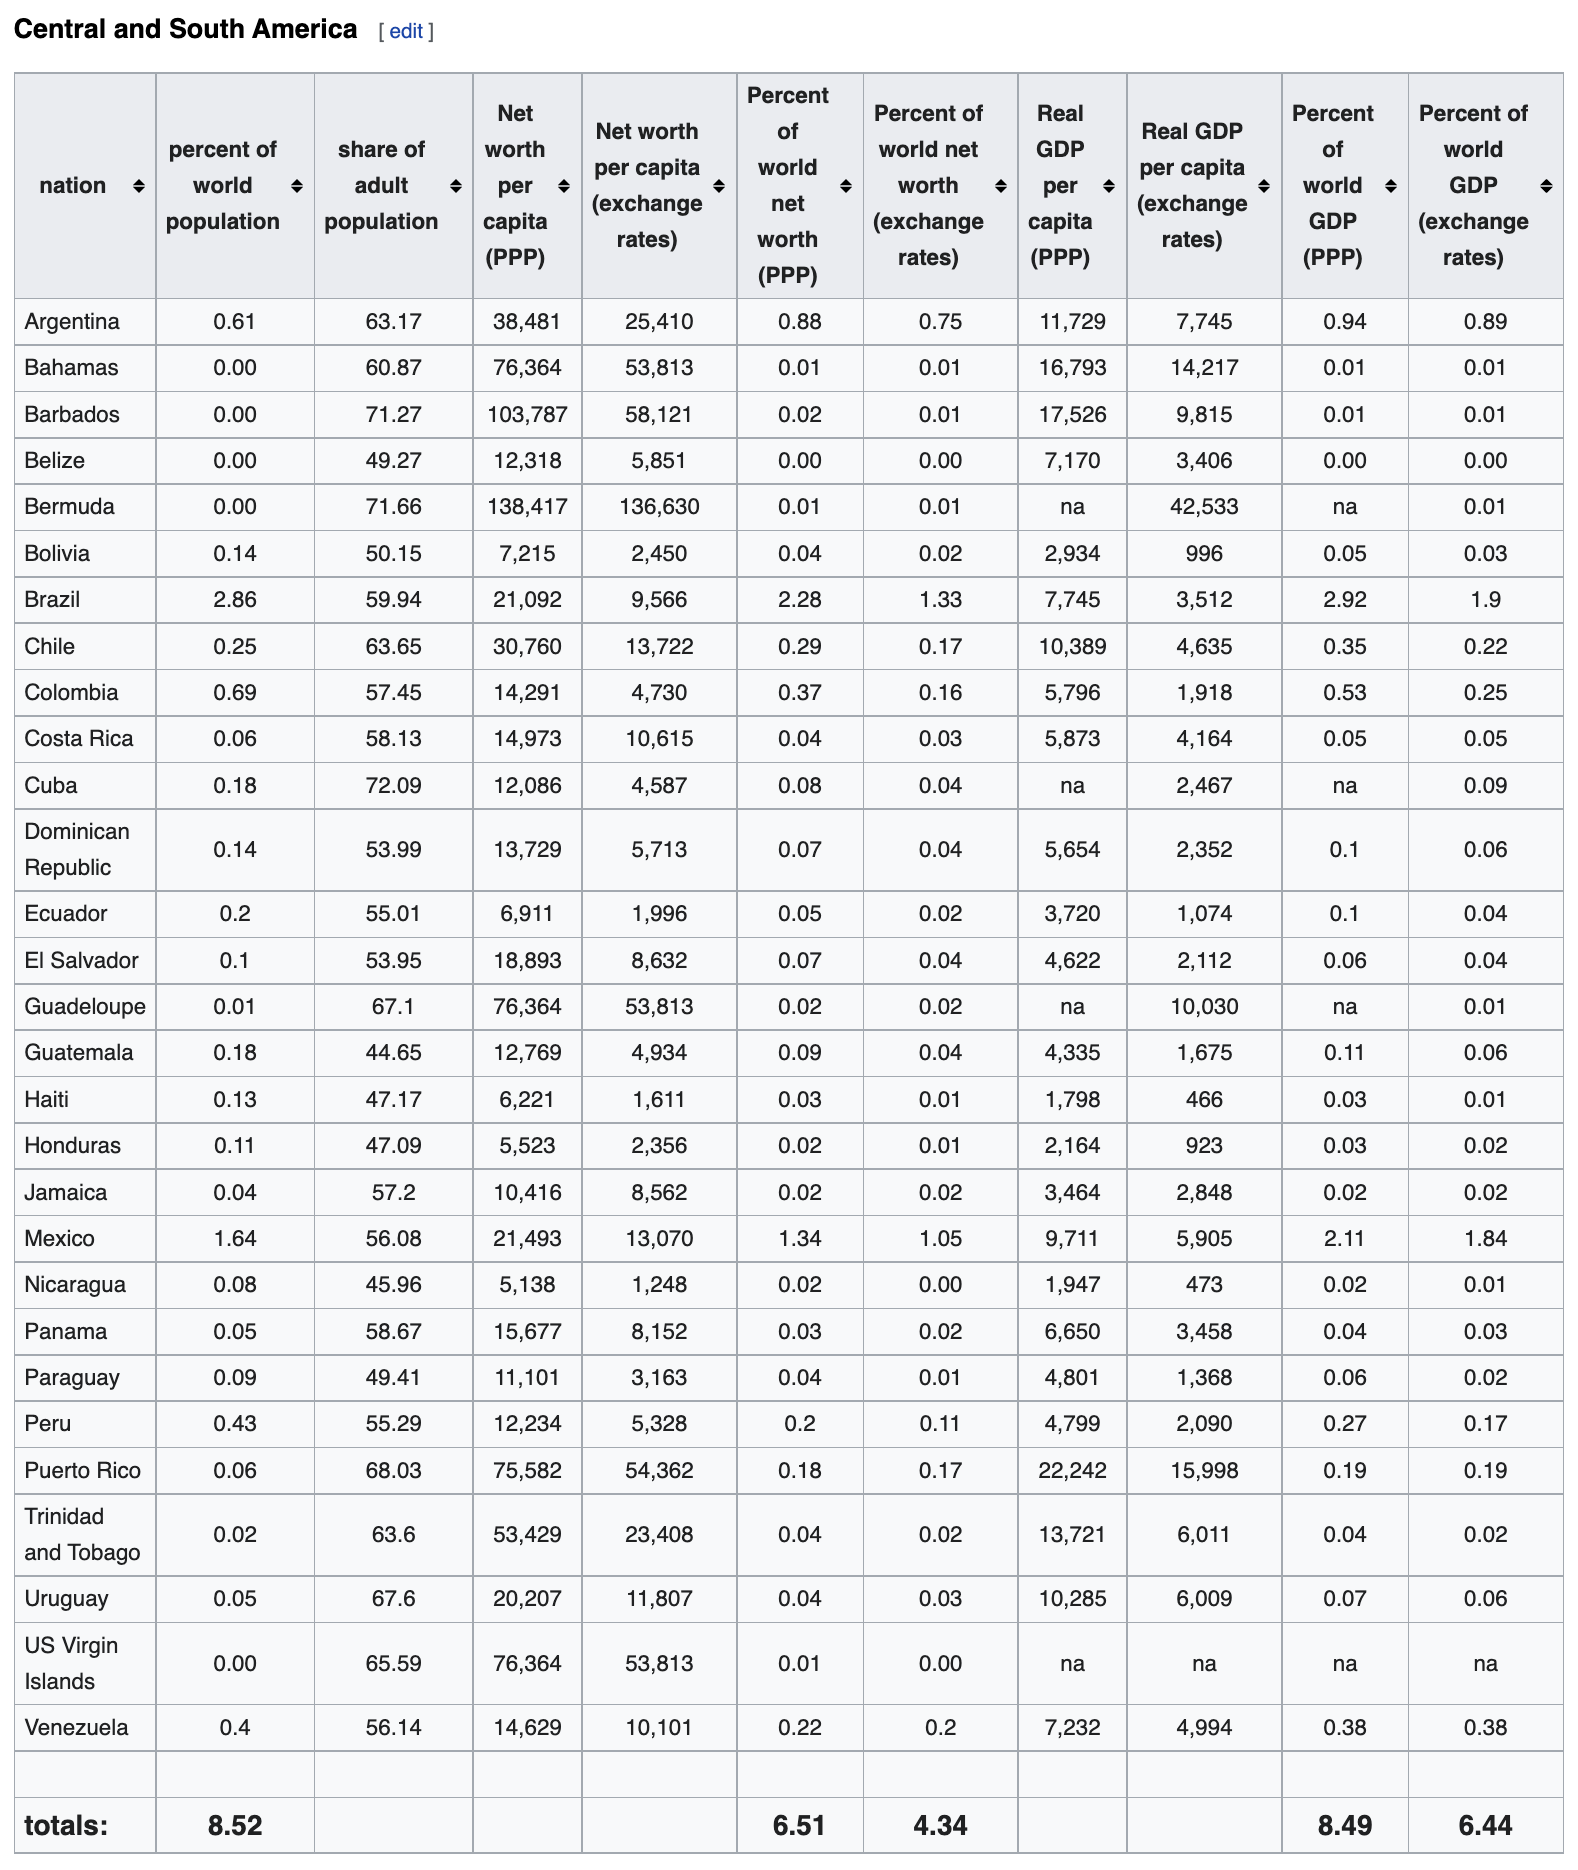 Central and South America [ edit ]
nation percent of world population share of adult population Net worth per capita (PPP) Net worth per capita (exchange rates) Percent of world net worth (PPP) Percent of world net worth (exchange rates) Real GDP per capita (PPP) Real GDP per capita (exchange rates) Percent of world GDP (PPP) Percent of world GDP (exchange rates)
Argentina 0.61 63.17 38,481 25,410 0.88 0.75 11,729 7,745 0.94 0.89
Bahamas 0.00 60.87 76,364 53,813 0.01 0.01 16,793 14,217 0.01 0.01
Barbados 0.00 71.27 103,787 58,121 0.02 0.01 17,526 9,815 0.01 0.01
Belize 0.00 49.27 12,318 5,851 0.00 0.00 7,170 3,406 0.00 0.00
Bermuda 0.00 71.66 138,417 136,630 0.01 0.01 na 42,533 na 0.01
Bolivia 0.14 50.15 7,215 2,450 0.04 0.02 2,934 996 0.05 0.03
Brazil 2.86 59.94 21,092 9,566 2.28 1.33 7,745 3,512 2.92 1.9
Chile 0.25 63.65 30,760 13,722 0.29 0.17 10,389 4,635 0.35 0.22
Colombia 0.69 57.45 14,291 4,730 0.37 0.16 5,796 1,918 0.53 0.25
Costa Rica 0.06 58.13 14,973 10,615 0.04 0.03 5,873 4,164 0.05 0.05
Cuba 0.18 72.09 12,086 4,587 0.08 0.04 na 2,467 na 0.09
Dominican Republic 0.14 53.99 13,729 5,713 0.07 0.04 5,654 2,352 0.1 0.06
Ecuador 0.2 55.01 6,911 1,996 0.05 0.02 3,720 1,074 0.1 0.04
El Salvador 0.1 53.95 18,893 8,632 0.07 0.04 4,622 2,112 0.06 0.04
Guadeloupe 0.01 67.1 76,364 53,813 0.02 0.02 na 10,030 na 0.01
Guatemala 0.18 44.65 12,769 4,934 0.09 0.04 4,335 1,675 0.11 0.06
Haiti 0.13 47.17 6,221 1,611 0.03 0.01 1,798 466 0.03 0.01
Honduras 0.11 47.09 5,523 2,356 0.02 0.01 2,164 923 0.03 0.02
Jamaica 0.04 57.2 10,416 8,562 0.02 0.02 3,464 2,848 0.02 0.02
Mexico 1.64 56.08 21,493 13,070 1.34 1.05 9,711 5,905 2.11 1.84
Nicaragua 0.08 45.96 5,138 1,248 0.02 0.00 1,947 473 0.02 0.01
Panama 0.05 58.67 15,677 8,152 0.03 0.02 6,650 3,458 0.04 0.03
Paraguay 0.09 49.41 11,101 3,163 0.04 0.01 4,801 1,368 0.06 0.02
Peru 0.43 55.29 12,234 5,328 0.2 0.11 4,799 2,090 0.27 0.17
Puerto Rico 0.06 68.03 75,582 54,362 0.18 0.17 22,242 15,998 0.19 0.19
Trinidad and Tobago 0.02 63.6 53,429 23,408 0.04 0.02 13,721 6,011 0.04 0.02
Uruguay 0.05 67.6 20,207 11,807 0.04 0.03 10,285 6,009 0.07 0.06
US Virgin Islands 0.00 65.59 76,364 53,813 0.01 0.00 na na na na
Venezuela 0.4 56.14 14,629 10,101 0.22 0.2 7,232 4,994 0.38 0.38
totals: 8.52 6.51 4.34 8.49 6.44